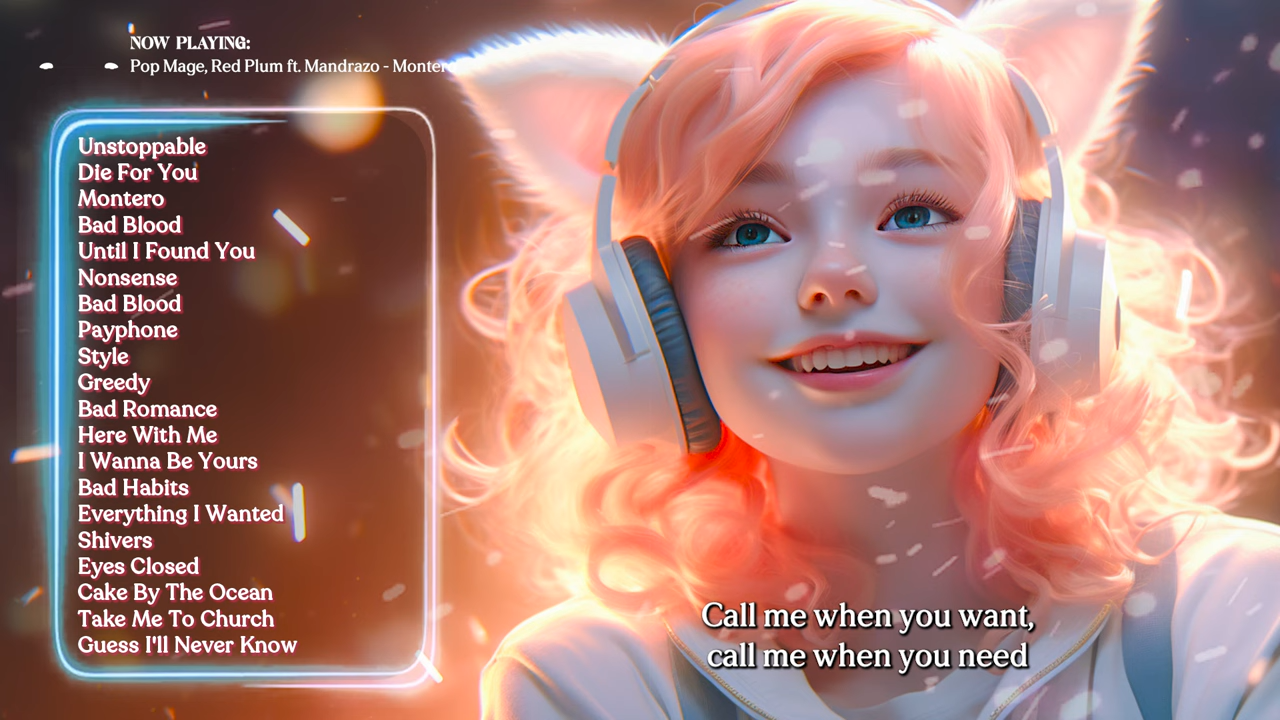 NOW PLAYING:
Pop Mage, Red Plum ft. Mandrazo - Monter
Unstoppable
Die For You
Montero
Bad Blood
Until I Found You
Nonsense
Bad Blood
Payphone
Style
Greedy
Bad Romance
Here With Me
I Wanna Be Yours
Bad Habits
Everything I Wanted
Shivers
Eyes Closed
Cake By The Ocean
Take Me To Church
Guess I'll Never Know
Call me when you want,
call me when you need